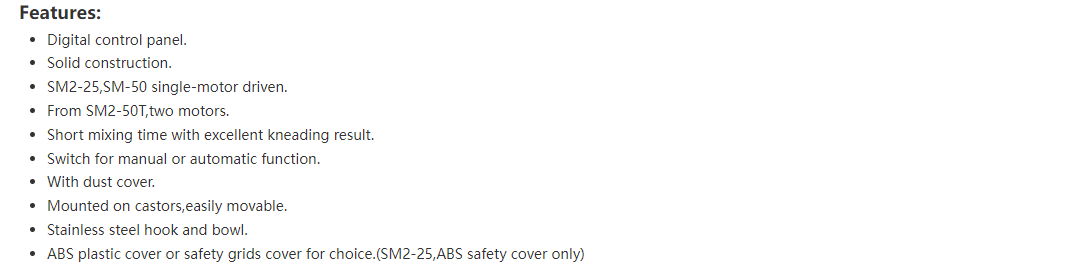 Features:
• Digital control panel.
• Solid construction.
• SM2-25,SM-50 single-motor driven.
• From SM2-50T,two motors.
• Short mixing time with excellent kneading result.
• Switch for manual or automatic function.
• With dust cover.
• Mounted on castors,easily movable.
• Stainless steel hook and bowl.
• ABS plastic cover or safety grids cover for choice.(SM2-25,ABS safety cover only)